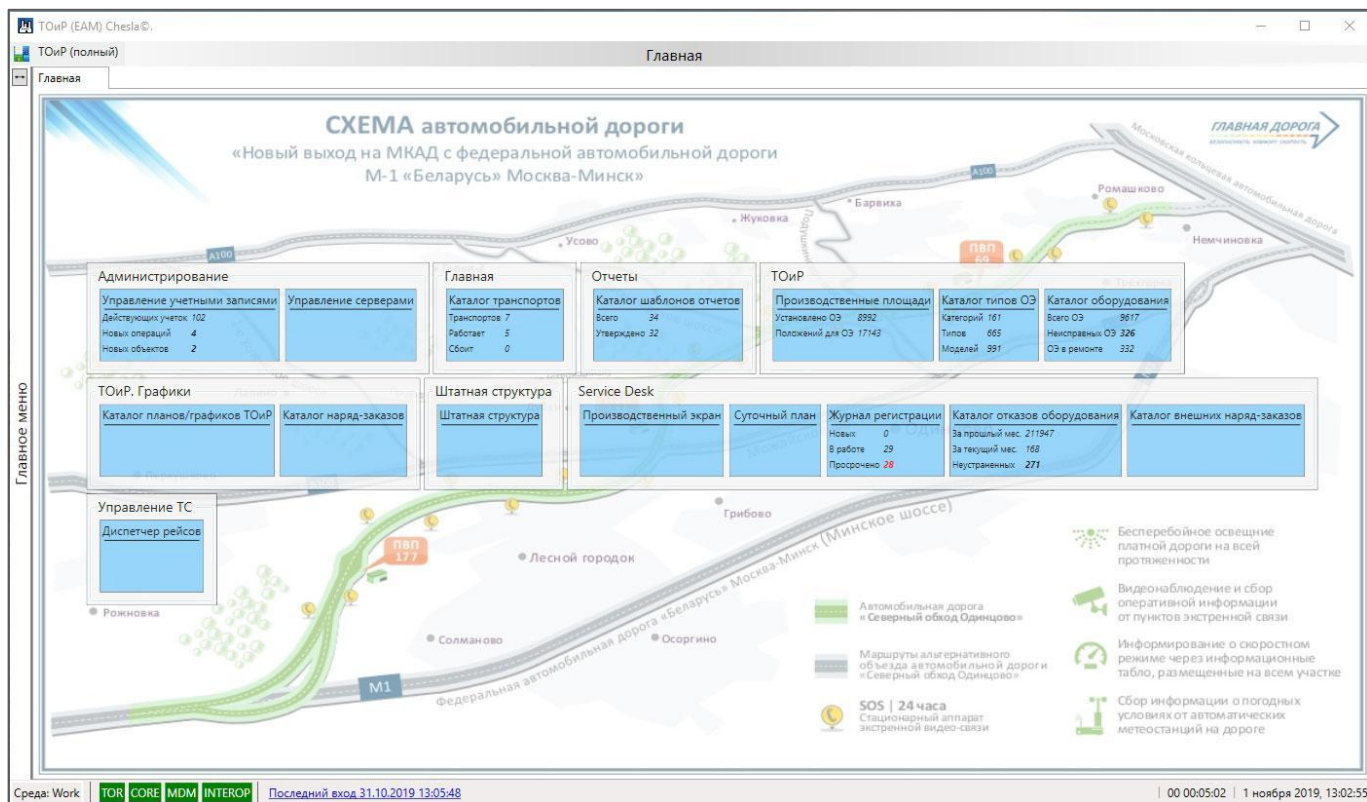 ТОиР (EAM) Chesla©.
ТОиР (полный)
Главная
Главная
Главное меню
СХЕМА автомобильной дороги
«Новый выход на МКАД с федеральной автомобильной дороги
М-1 «Беларусь» Москва-Минск»
ГЛАВНАЯ ДОРОГА
БЕЗОПАСНОСТЬ КОМФОРТ СКОРОСТЬ
Московская кольцевая автомобильная дорога
А100
Ромашково
Барвиха
Жуковка
Усово
Немчиновка
А100
ПВП
69
Администрирование
Управление учетными записями
Действующих учеток 102
Новых операций 4
Новых объектов 2
Управление серверами
Главная
Каталог транспортов
Транспортов 7
Работает 5
Сбоит 0
Отчеты
Каталог шаблонов отчетов
Всего 34
Утверждено 32
ТОиР
Производственные площади
Установлено ОЭ 8992
Положений для ОЭ 17143
Каталог типов ОЭ
Категорий 161
Типов 665
Моделей 991
Каталог оборудования
Всего ОЭ 9617
Неисправных ОЭ 326
ОЭ в ремонте 332
ТОиР. Графики
Каталог планов/графиков ТОиР
Каталог наряд-заказов
Штатная структура
Штатная структура
Service Desk
Производственный экран
Суточный план
Журнал регистрации
Новых 0
В работе 29
Просрочено 28
Каталог отказов оборудования
За прошлый мес. 211947
За текущий мес. 168
Неустраненных 271
Каталог внешних наряд-заказов
Управление ТС
Диспетчер рейсов
ПВП
177
Грибово
Лесной городок
Рожновка
Солманово
Осоргино
М1
Федеральная автомобильная дорога «Беларусь» Москва-Минск (Минское шоссе)
Автомобильная дорога
«Северный обход Одинцово»
Маршруты альтернативного
объезда автомобильной дороги
«Северный обход Одинцово»
SOS | 24 часа
Стационарный аппарат
экстренной видео-связи
Бесперебойное освещние
платной дороги на всей
протяженности
Видеонаблюдение и сбор
оперативной информации
от пунктов экстренной связи
Информирование о скоростном
режиме через информационные
табло, размещенные на всем участке
Сбор информации о погодных
условиях от автоматических
метеостанций на дороге
Среда: Work TOR CORE MDM INTEROP Последний вход 31.10.2019 13:05:48 00 00:05:02 1 ноября 2019, 13:02:55